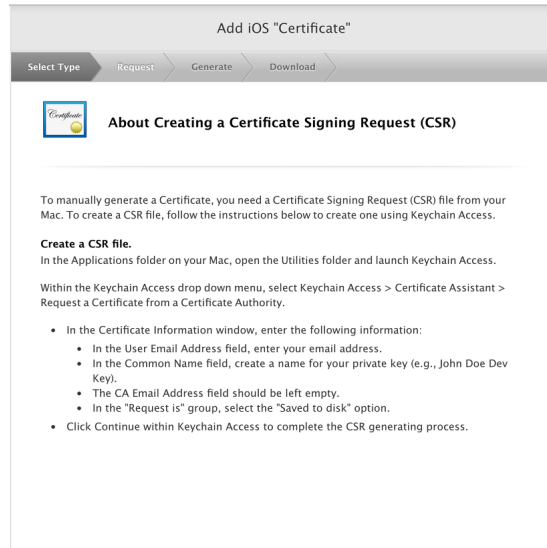 Add iOS "Certificate"
Select Type Request Generate Download
Certificate
About Creating a Certificate Signing Request (CSR)
To manually generate a Certificate, you need a Certificate Signing Request (CSR) file from your
Mac. To create a CSR file, follow the instructions below to create one using Keychain Access.
Create a CSR file.
In the Applications folder on your Mac, open the Utilities folder and launch Keychain Access.
Within the Keychain Access drop down menu, select Keychain Access > Certificate Assistant >
Request a Certificate from a Certificate Authority.
• In the Certificate Information window, enter the following information:
• In the User Email Address field, enter your email address.
• In the Common Name field, create a name for your private key (e.g., John Doe Dev
Key).
• The CA Email Address field should be left empty.
• In the "Request is" group, select the "Saved to disk" option.
• Click Continue within Keychain Access to complete the CSR generating process.